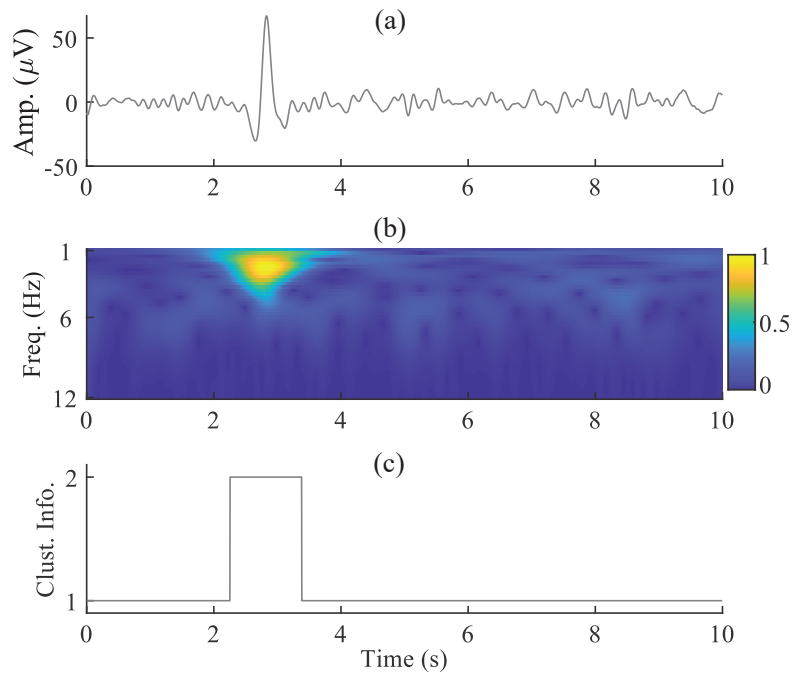 (a)
Amp. (μV)
50
0
-50
0 2 4 6 8 10
(b)
Freq. (Hz)
1
6
12
0 2 4 6 8 10
1
0.5
0
(c)
Clust. Info.
2
1
0 2 4 6 8 10
Time (s)